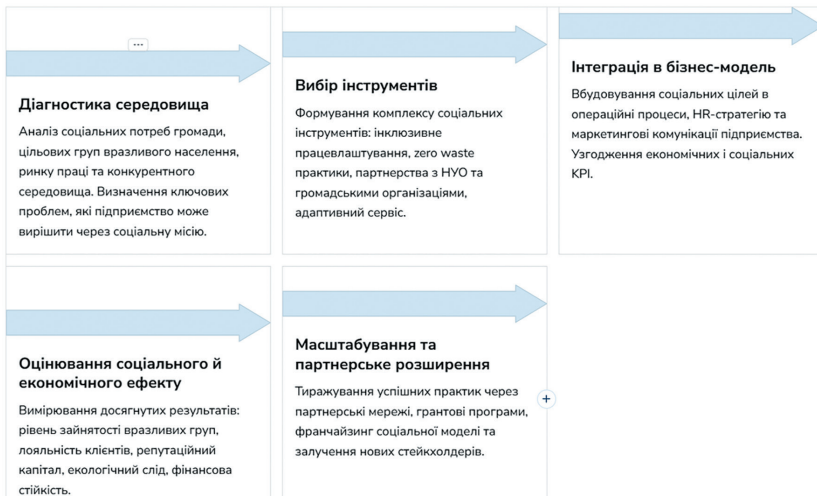 Діагностика середовища
Аналіз соціальних потреб громади,
цільових груп вразливого населення,
ринку праці та конкурентного
середовища. Визначення ключових
проблем, які підприємство може
вирішити через соціальну місію.
Вибір інструментів
Формування комплексу соціальних
інструментів: інклюзивне
працевлаштування, zero waste
практики, партнерства з НУО та
громадськими організаціями,
адаптивний сервіс.
Інтеграція в бізнес-модель
Вбудовування соціальних цілей в
операційні процеси, HR-стратегію та
маркетингові комунікації підприємства.
Узгодження економічних і соціальних
KPI.
Оцінювання соціального й
економічного ефекту
Вимірювання досягнутих результатів:
рівень зайнятості вразливих груп,
лояльність клієнтів, репутаційний
капітал, екологічний слід, фінансова
стійкість.
Масштабування та
партнерське розширення
Тиражування успішних практик через
партнерські мережі, грантові програми,
франчайзинг соціальної моделі та
залучення нових стейкхолдерів.